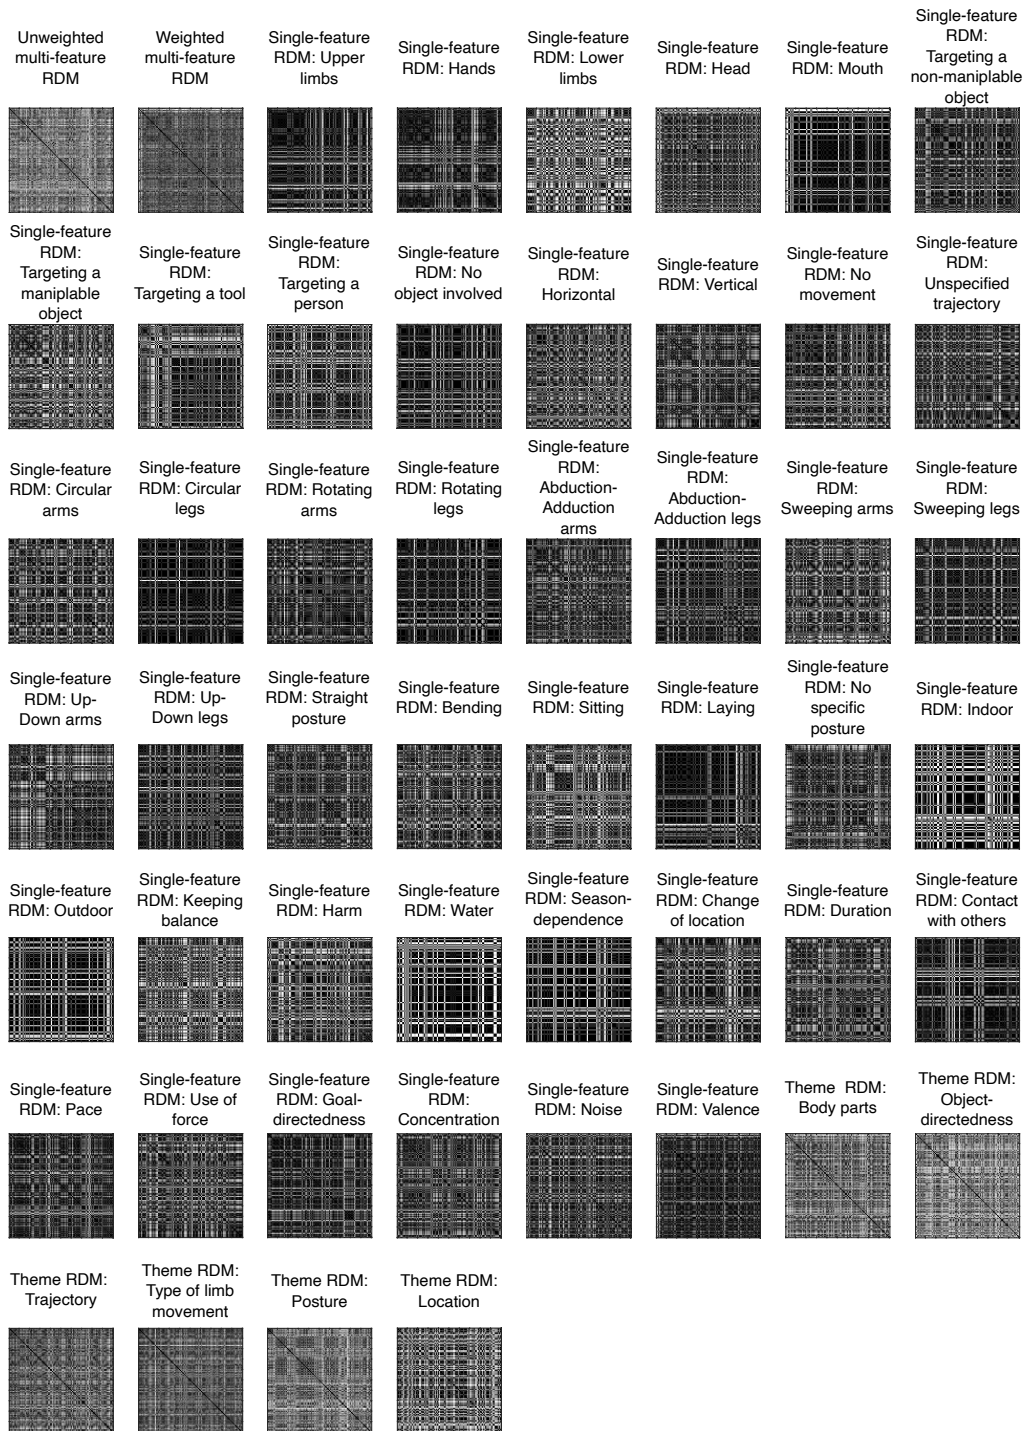 Unweighted
multi-feature
RDM
Weighted
multi-feature
RDM
Single-feature
RDM: Upper
limbs
Single-feature
RDM: Hands
Single-feature
RDM: Lower
limbs
Single-feature
RDM: Head
Single-feature
RDM: Mouth
Single-feature
RDM:
Targeting a
non-maniplable
object
Single-feature
RDM:
Targeting a
maniplable
object
Single-feature
RDM:
Targeting a tool
Single-feature
RDM:
Targeting a
person
Single-feature
RDM: No
object involved
Single-feature
RDM:
Horizontal
Single-feature
RDM: Vertical
Single-feature
RDM: No
movement
Single-feature
RDM:
Unspecified
trajectory
Single-feature
RDM: Circular
arms
Single-feature
RDM: Circular
legs
Single-feature
RDM: Rotating
arms
Single-feature
RDM: Rotating
legs
Single-feature
RDM:
Abduction-
Adduction
arms
Single-feature
RDM:
Abduction-
Adduction legs
Single-feature
RDM:
Sweeping arms
Single-feature
RDM:
Sweeping legs
Single-feature
RDM: Up-
Down arms
Single-feature
RDM: Up-
Down legs
Single-feature
RDM: Straight
posture
Single-feature
RDM: Bending
Single-feature
RDM: Sitting
Single-feature
RDM: Laying
Single-feature
RDM: No
specific
posture
Single-feature
RDM: Indoor
Single-feature
RDM: Outdoor
Single-feature
RDM: Keeping
balance
Single-feature
RDM: Harm
Single-feature
RDM: Water
Single-feature
RDM: Season-
dependence
Single-feature
RDM: Change
of location
Single-feature
RDM: Duration
Single-feature
RDM: Contact
with others
Single-feature
RDM: Pace
Single-feature
RDM: Use of
force
Single-feature
RDM: Goal-
directedness
Single-feature
RDM:
Concentration
Single-feature
RDM: Noise
Single-feature
RDM: Valence
Theme RDM:
Body parts
Theme RDM:
Object-
directedness
Theme RDM:
Trajectory
Theme RDM:
Type of limb
movement
Theme RDM:
Posture
Theme RDM:
Location